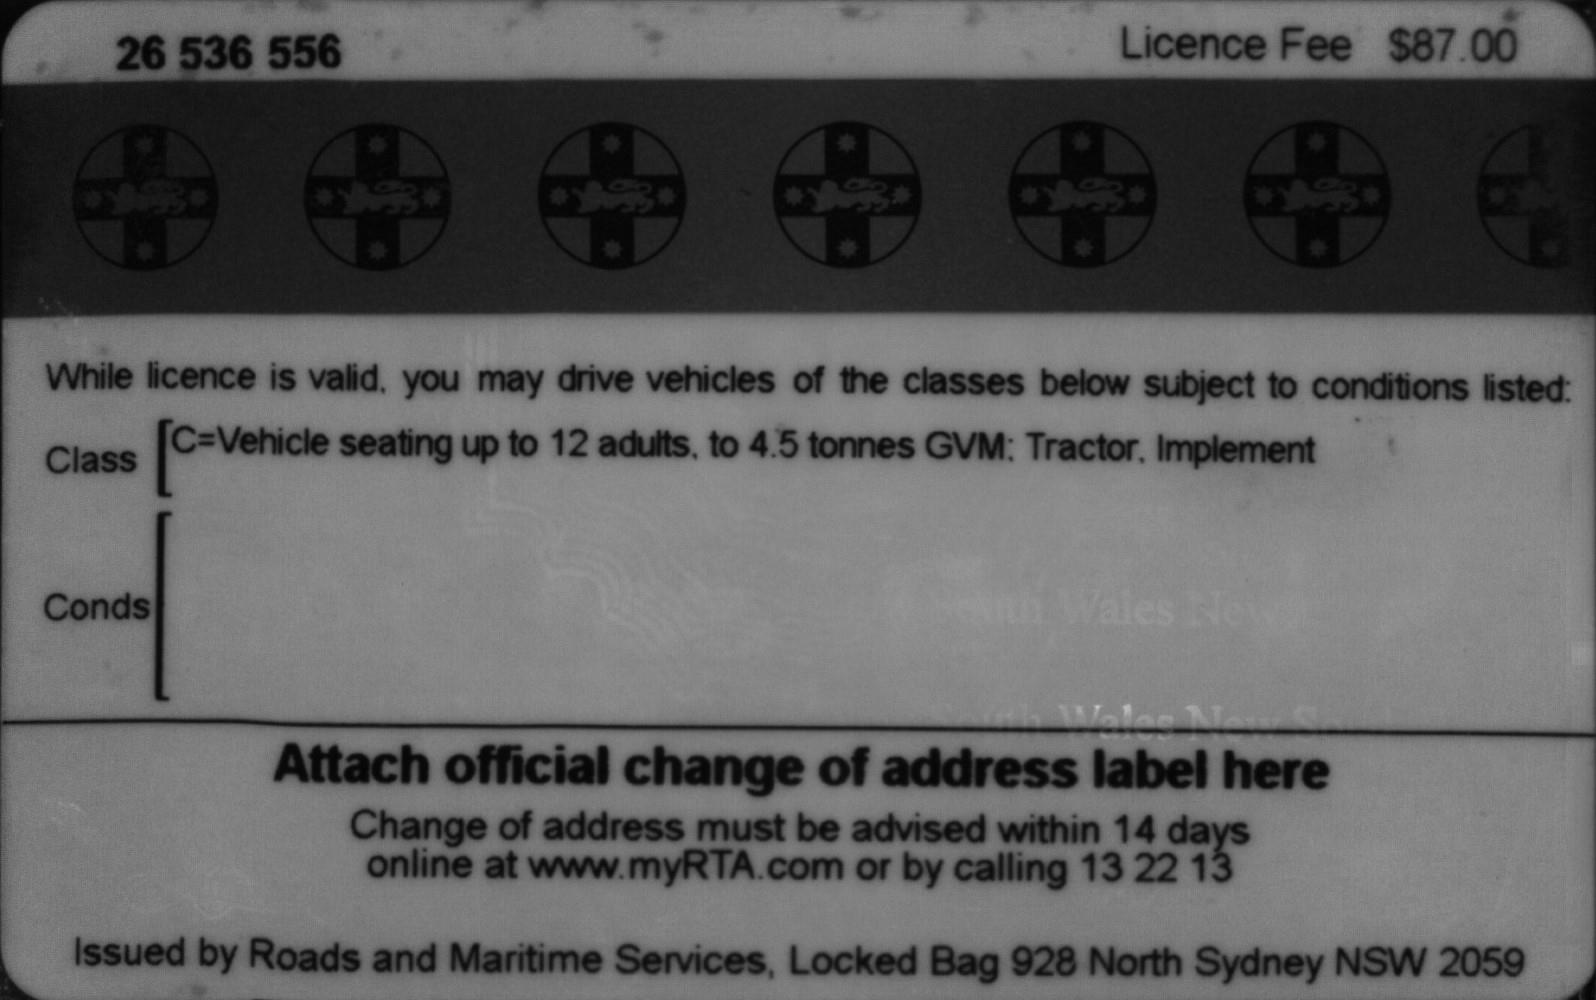 26 536 556 Licence Fee $87.00
While licence is valid, you may drive vehicles of the classes below subject to conditions listed:
Class C=Vehicle seating up to 12 adults, to 4.5 tonnes GVM; Tractor, Implement
Conds
South Wales New
South Wales New Sou
Attach official change of address label here
Change of address must be advised within 14 days
online at www.myRTA.com or by calling 13 22 13
Issued by Roads and Maritime Services, Locked Bag 928 North Sydney NSW 2059